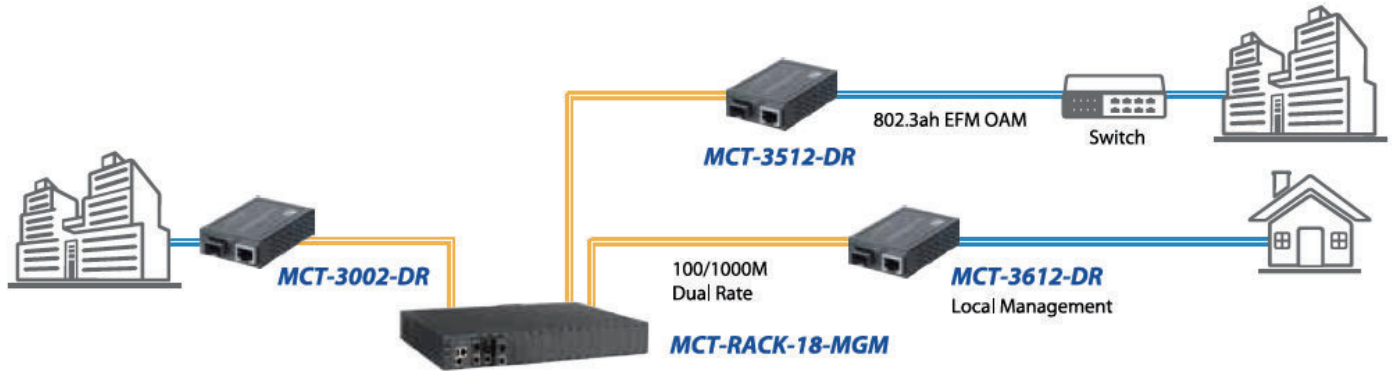 802.3ah EFM OAM
Switch
MCT-3512-DR
MCT-3002-DR
100/1000M
Dual Rate
MCT-3612-DR
Local Management
MCT-RACK-18-MGM